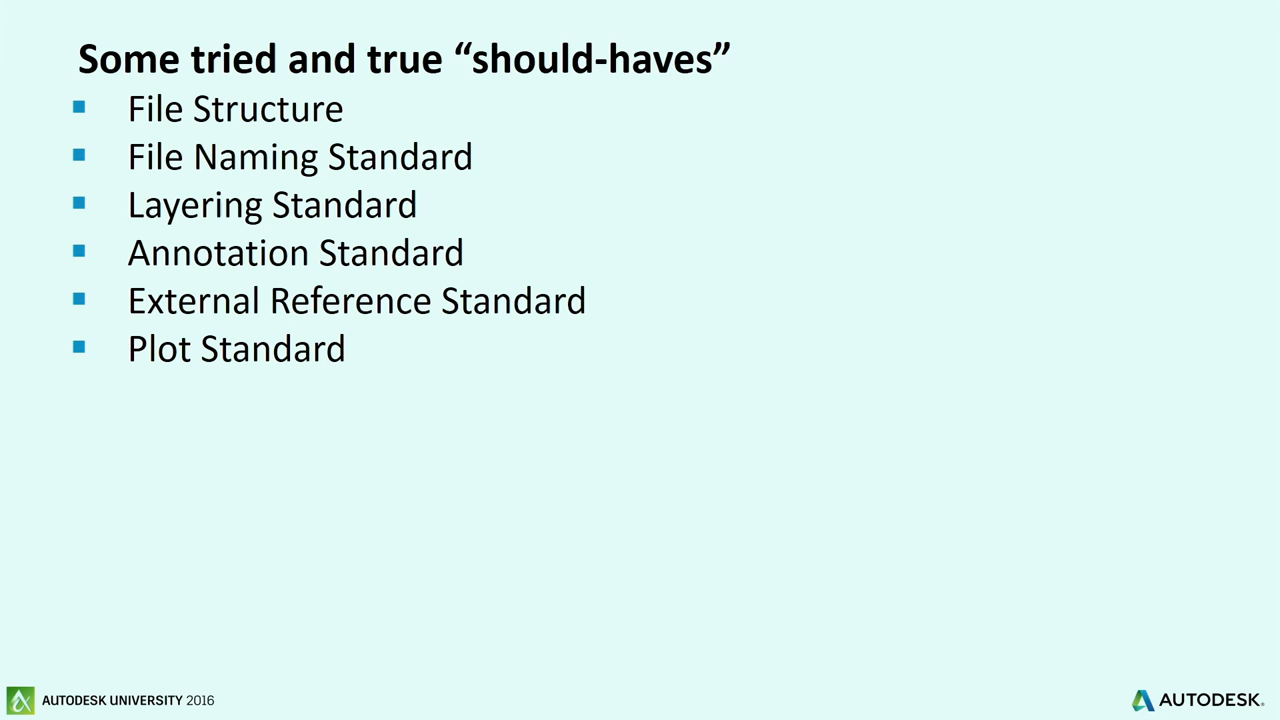 Some tried and true “should-haves”
▪ File Structure
▪ File Naming Standard
▪ Layering Standard
▪ Annotation Standard
▪ External Reference Standard
▪ Plot Standard
AUTODESK UNIVERSITY 2016
AUTODESK.